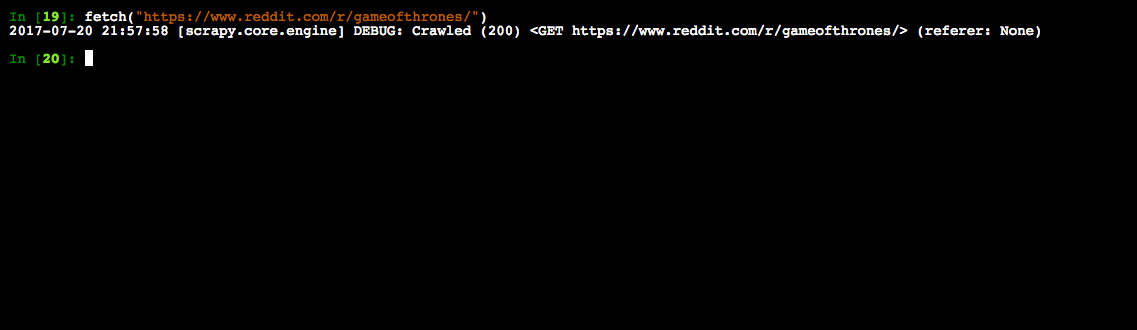 In [19]: fetch("https://www.reddit.com/r/gameofthrones/")
2017-07-20 21:57:58 [scrapy.core.engine] DEBUG: Crawled (200) <GET https://www.reddit.com/r/gameofthrones/> (referer: None)
In [20]: